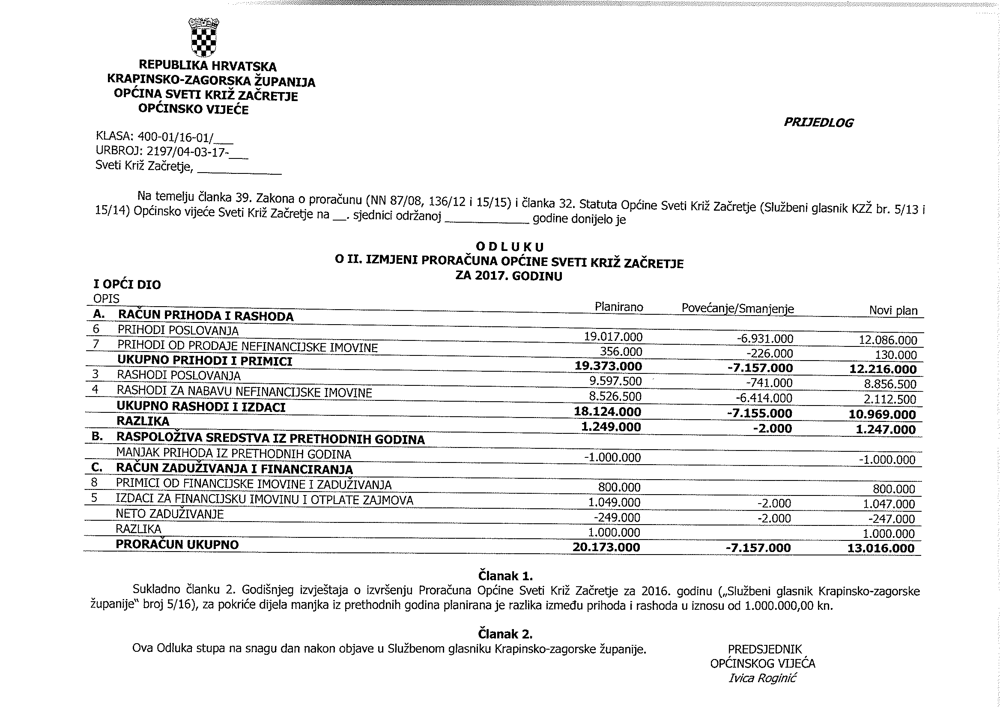 REPUBLIKA HRVATSKA
KRAPINSKO-ZAGORSKA ŽUPANIJA
OPĆINA SVETI KRIŽ ZAČRETJE
OPĆINSKO VIJEĆE
PRIJEDLOG
KLASA: 400-01/16-01/___
URBROJ: 2197/04-03-17-___
Sveti Križ Začretje, _____________
Na temelju članka 39. Zakona o proračunu (NN 87/08, 136/12 i 15/15) i članka 32. Statuta Općine Sveti Križ Začretje (Službeni glasnik KZŽ br. 5/13 i
15/14) Općinsko vijeće Sveti Križ Začretje na __. sjednici održanoj _____________ godine donijelo je
O D L U K U
O II. IZMJENI PRORAČUNA OPĆINE SVETI KRIŽ ZAČRETJE
ZA 2017. GODINU
I OPĆI DIO
OPIS Planirano Povećanje/Smanjenje Novi plan
A. RAČUN PRIHODA I RASHODA
6 PRIHODI POSLOVANJA 19.017.000 -6.931.000 12.086.000
7 PRIHODI OD PRODAJE NEFINANCIJSKE IMOVINE 356.000 -226.000 130.000
UKUPNO PRIHODI I PRIMICI 19.373.000 -7.157.000 12.216.000
3 RASHODI POSLOVANJA 9.597.500 -741.000 8.856.500
4 RASHODI ZA NABAVU NEFINANCIJSKE IMOVINE 8.526.500 -6.414.000 2.112.500
UKUPNO RASHODI I IZDACI 18.124.000 -7.155.000 10.969.000
RAZLIKA 1.249.000 -2.000 1.247.000
B. RASPOLOŽIVA SREDSTVA IZ PRETHODNIH GODINA
MANJAK PRIHODA IZ PRETHODNIH GODINA -1.000.000 -1.000.000
C. RAČUN ZADUŽIVANJA I FINANCIRANJA
8 PRIMICI OD FINANCIJSKE IMOVINE I ZADUŽIVANJA 800.000 800.000
5 IZDACI ZA FINANCIJSKU IMOVINU I OTPLATE ZAJMOVA 1.049.000 -2.000 1.047.000
NETO ZADUŽIVANJE -249.000 -2.000 -247.000
RAZLIKA 1.000.000 1.000.000
PRORAČUN UKUPNO 20.173.000 -7.157.000 13.016.000
Članak 1.
Sukladno članku 2. Godišnjeg izvještaja o izvršenju Proračuna Općine Sveti Križ Začretje za 2016. godinu („Službeni glasnik Krapinsko-zagorske
županije" broj 5/16), za pokriće dijela manjka iz prethodnih godina planirana je razlika između prihoda i rashoda u iznosu od 1.000.000,00 kn.
Članak 2.
Ova Odluka stupa na snagu dan nakon objave u Službenom glasniku Krapinsko-zagorske županije.
PREDSJEDNIK
OPĆINSKOG VIJEĆA
Ivica Roginić